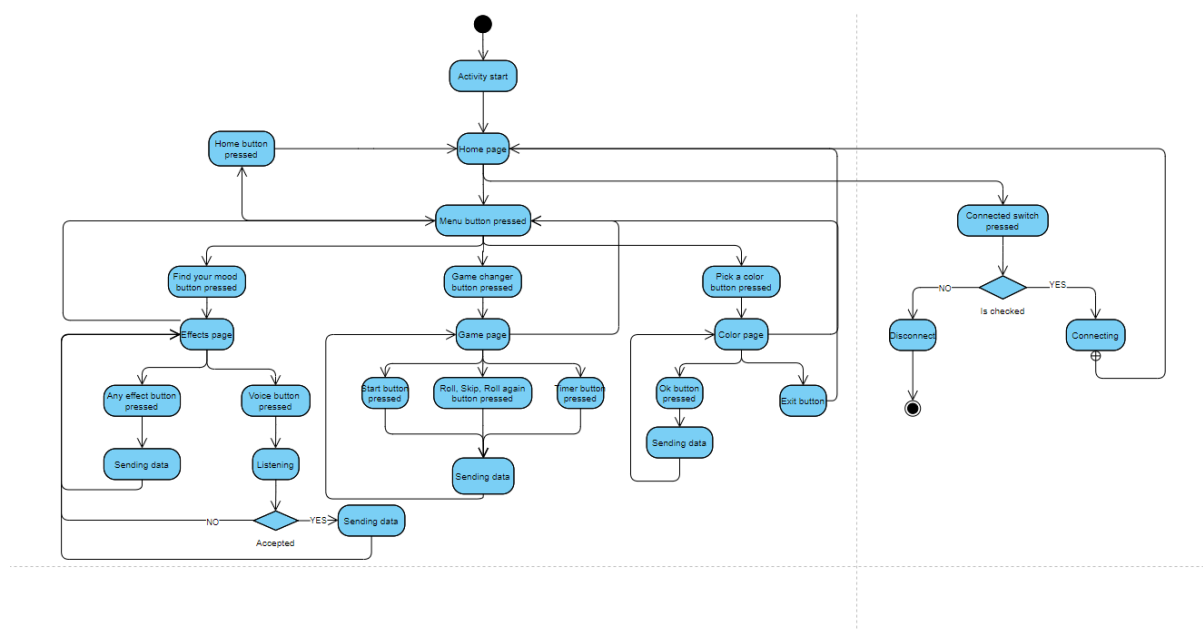 Activity start
Home button
pressed
Home page
Menu button pressed
Connected switch
pressed
Find your mood
button pressed
Game changer
button pressed
Pick a color
button pressed
NO
YES
Is checked
Effects page
Game page
Color page
Disconnect
Connecting
Any effect button
pressed
Voice button
pressed
Start button
pressed
Roll, Skip, Roll again
button pressed
Timer button
pressed
Ok button
pressed
Exit button
Sending data
Listening
Sending data
Sending data
NO
YES
Sending data
Accepted